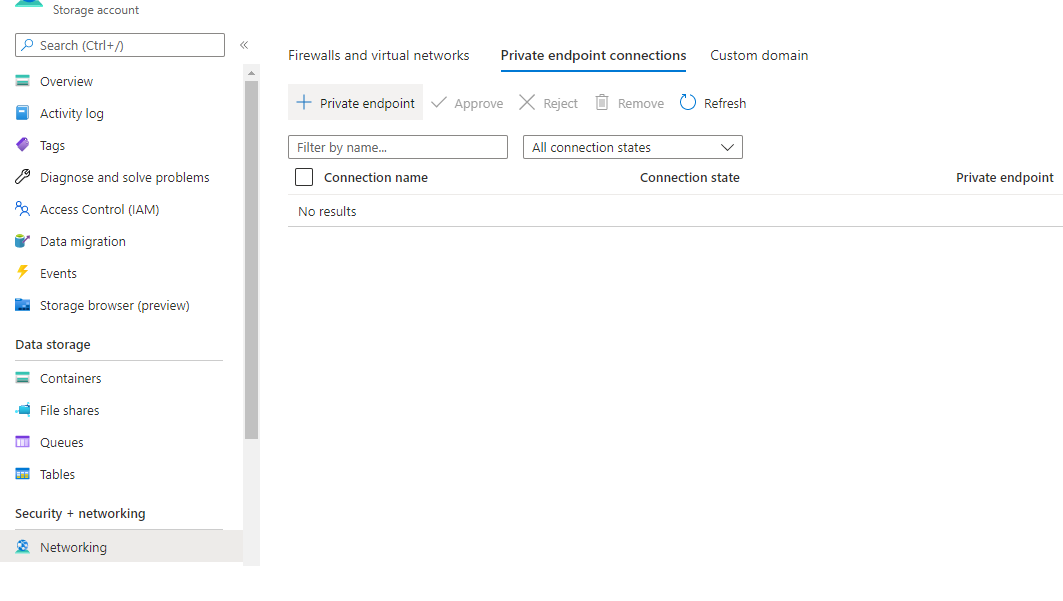 Storage account
Search (Ctrl+/)
«
Overview
Activity log
Tags
Diagnose and solve problems
Access Control (IAM)
Data migration
Events
Storage browser (preview)
Data storage
Containers
File shares
Queues
Tables
Security + networking
Networking
Firewalls and virtual networks Private endpoint connections Custom domain
Private endpoint Approve Reject Remove Refresh
Filter by name... All connection states
Connection name Connection state Private endpoint
No results